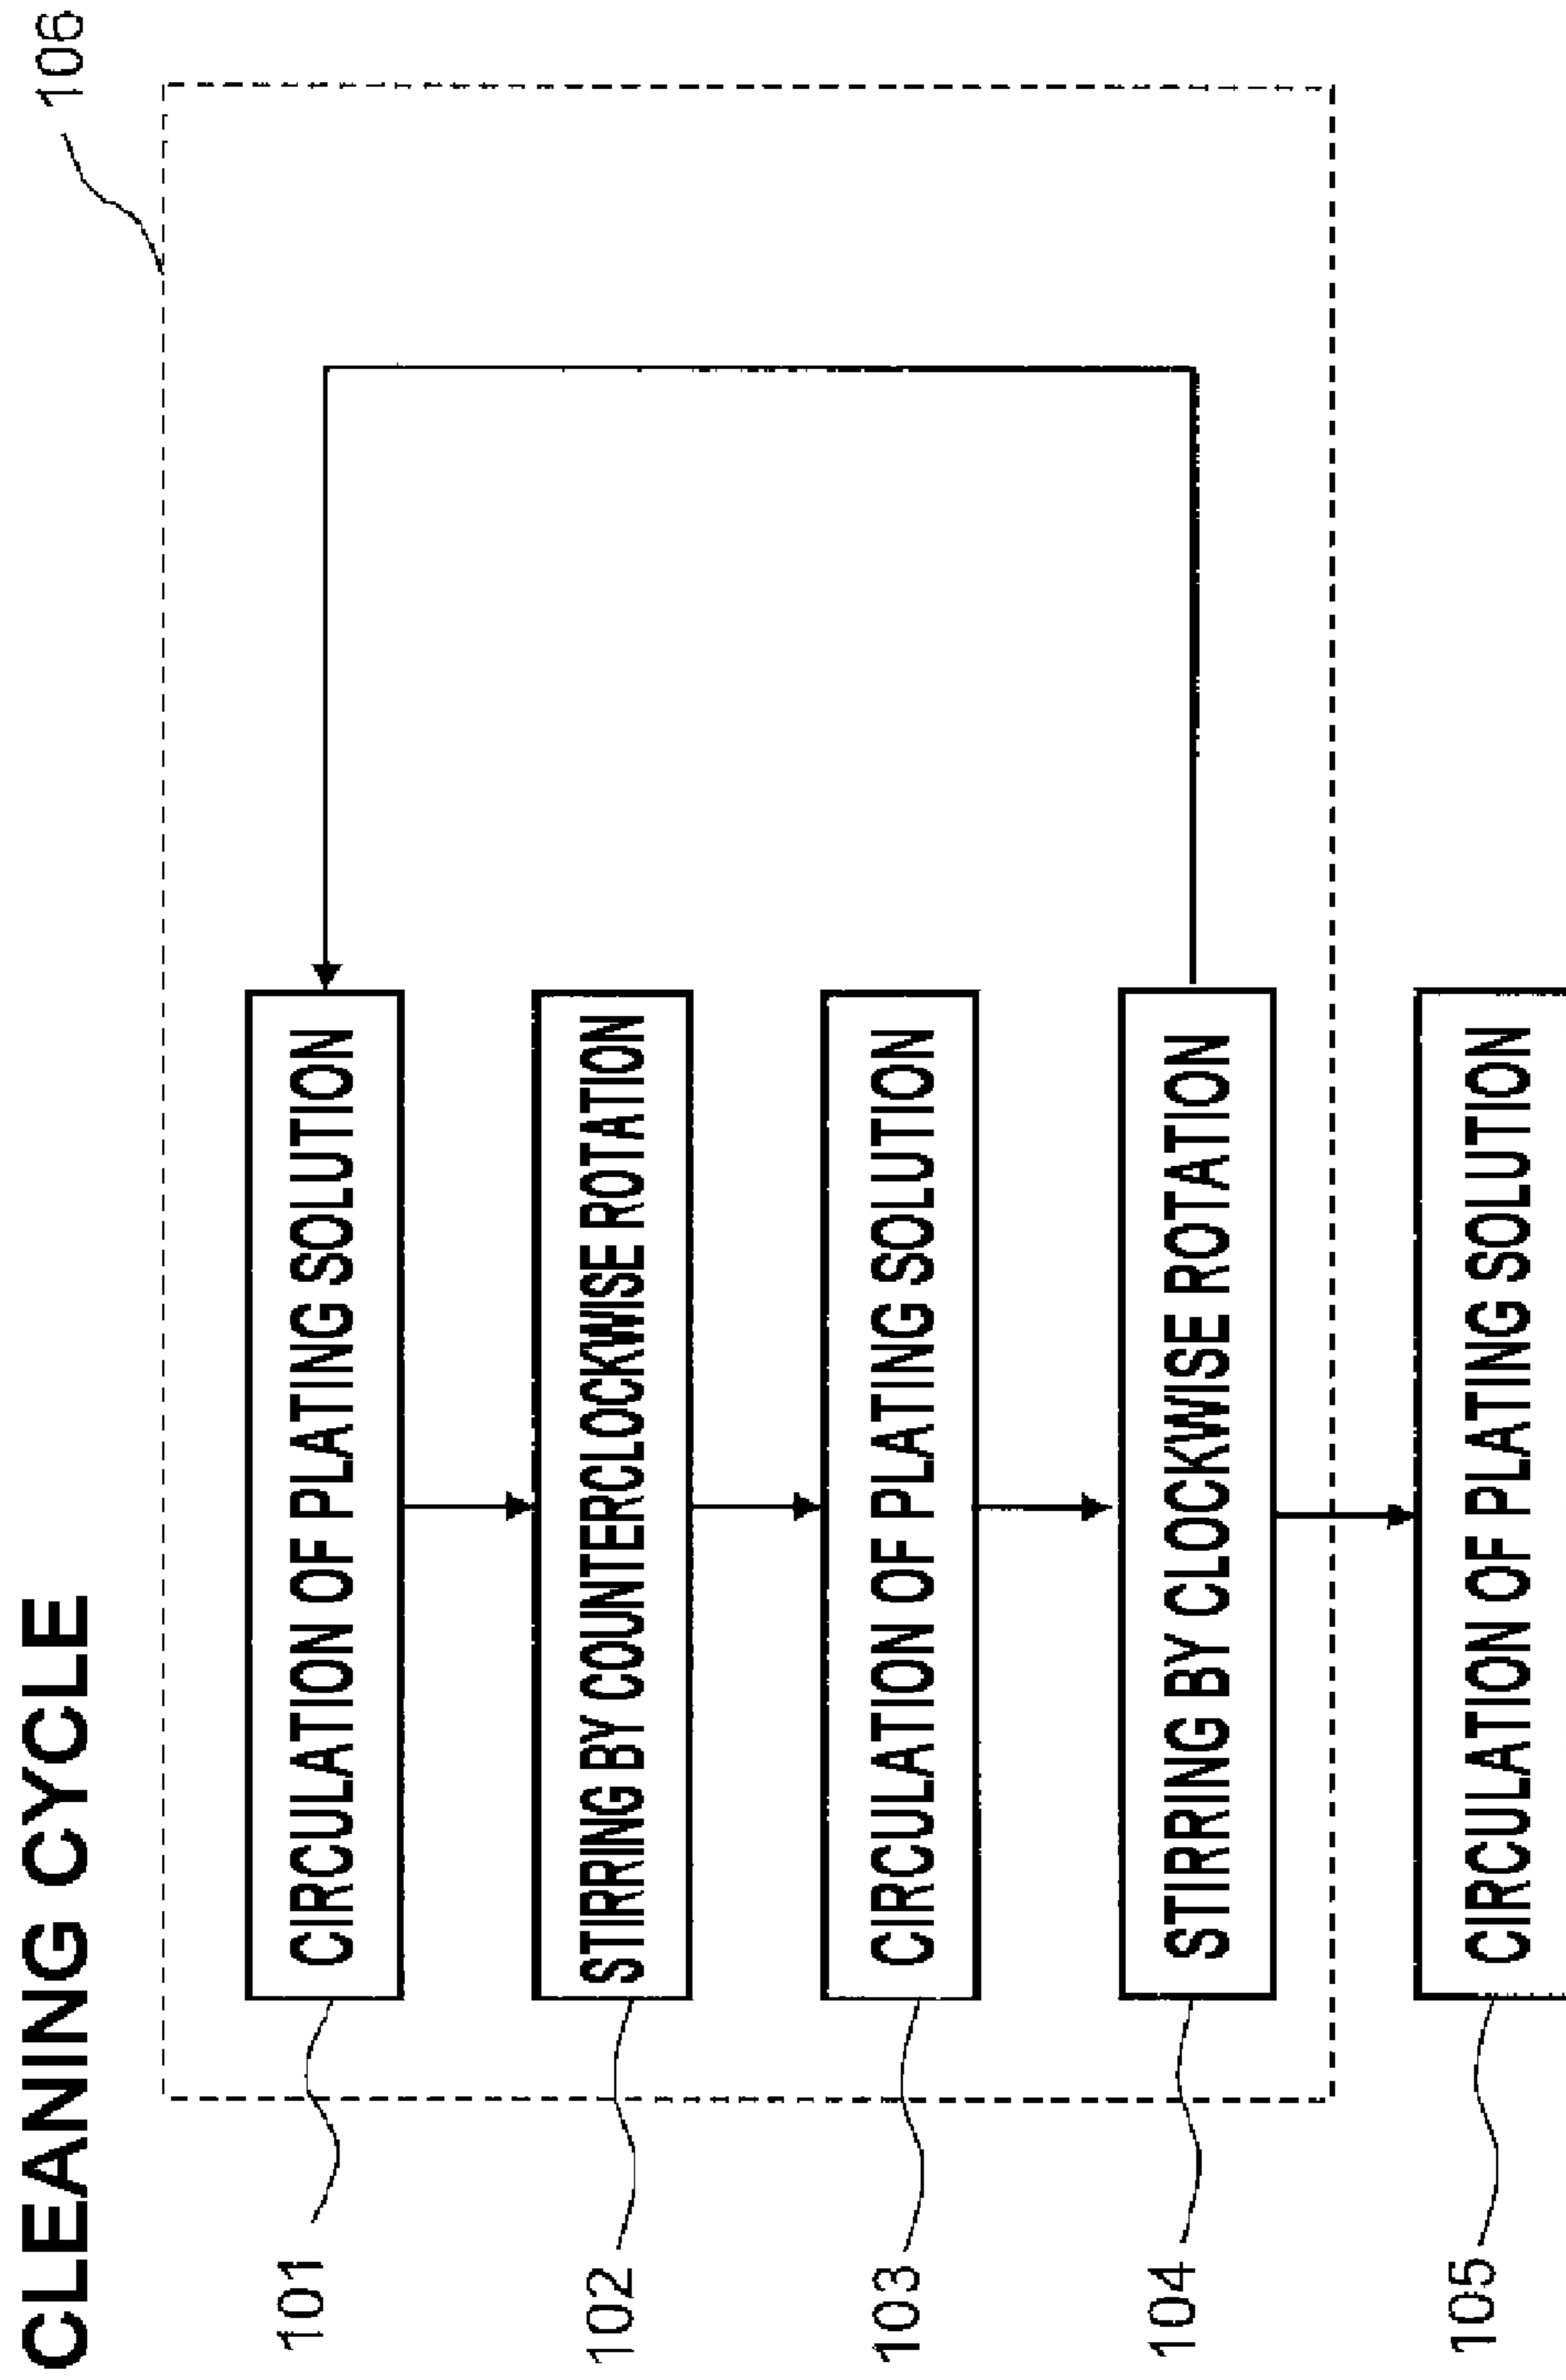 CLEANING CYCLE
106
101
CIRCULATION OF PLATING SOLUTION
102
STIRRING BY COUNTERCLOCKWISE ROTATION
103
CIRCULATION OF PLATING SOLUTION
104
STIRRING BY CLOCKWISE ROTATION
105
CIRCULATION OF PLATING SOLUTION